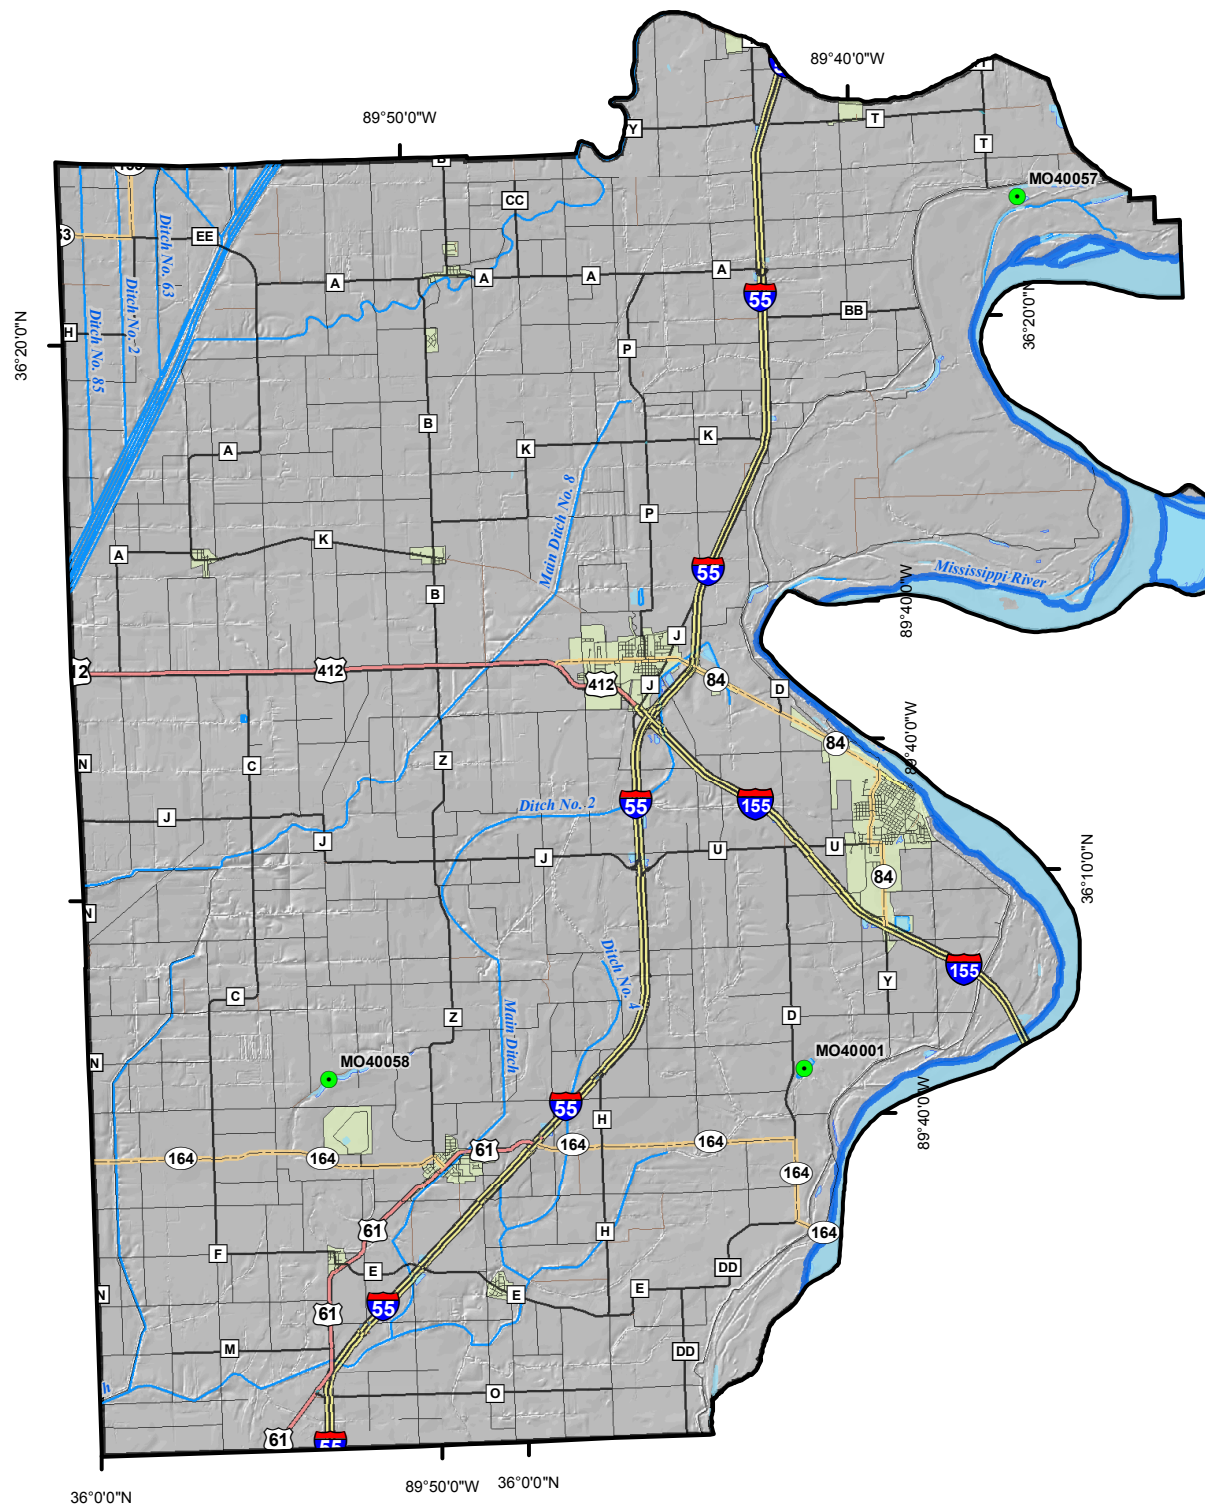 89°40'0"W
89°50'0"W
Y
T
T
MO40057
B
CC
EE
Ditch No. 63
Ditch No. 2
Ditch No. 85
A
A
A
A
55
BB
36°20'0"N
36°20'0"N
H
P
B
A
K
K
Main Ditch No. 8
P
A
K
B
55
Mississippi River
89°40'0"W
J
412
412
J
84
D
84
89°40'0"W
N
C
Z
J
J
Ditch No. 2
55
155
J
U
U
84
36°10'0"N
N
Ditch No. 4
155
Y
C
Z
Main Ditch
D
N
MO40058
MO40001
55
H
89°40'0"W
164
164
61
164
164
164
61
H
164
F
E
DD
N
E
E
61
55
M
DD
O
61
55
89°50'0"W
36°0'0"N
36°0'0"N